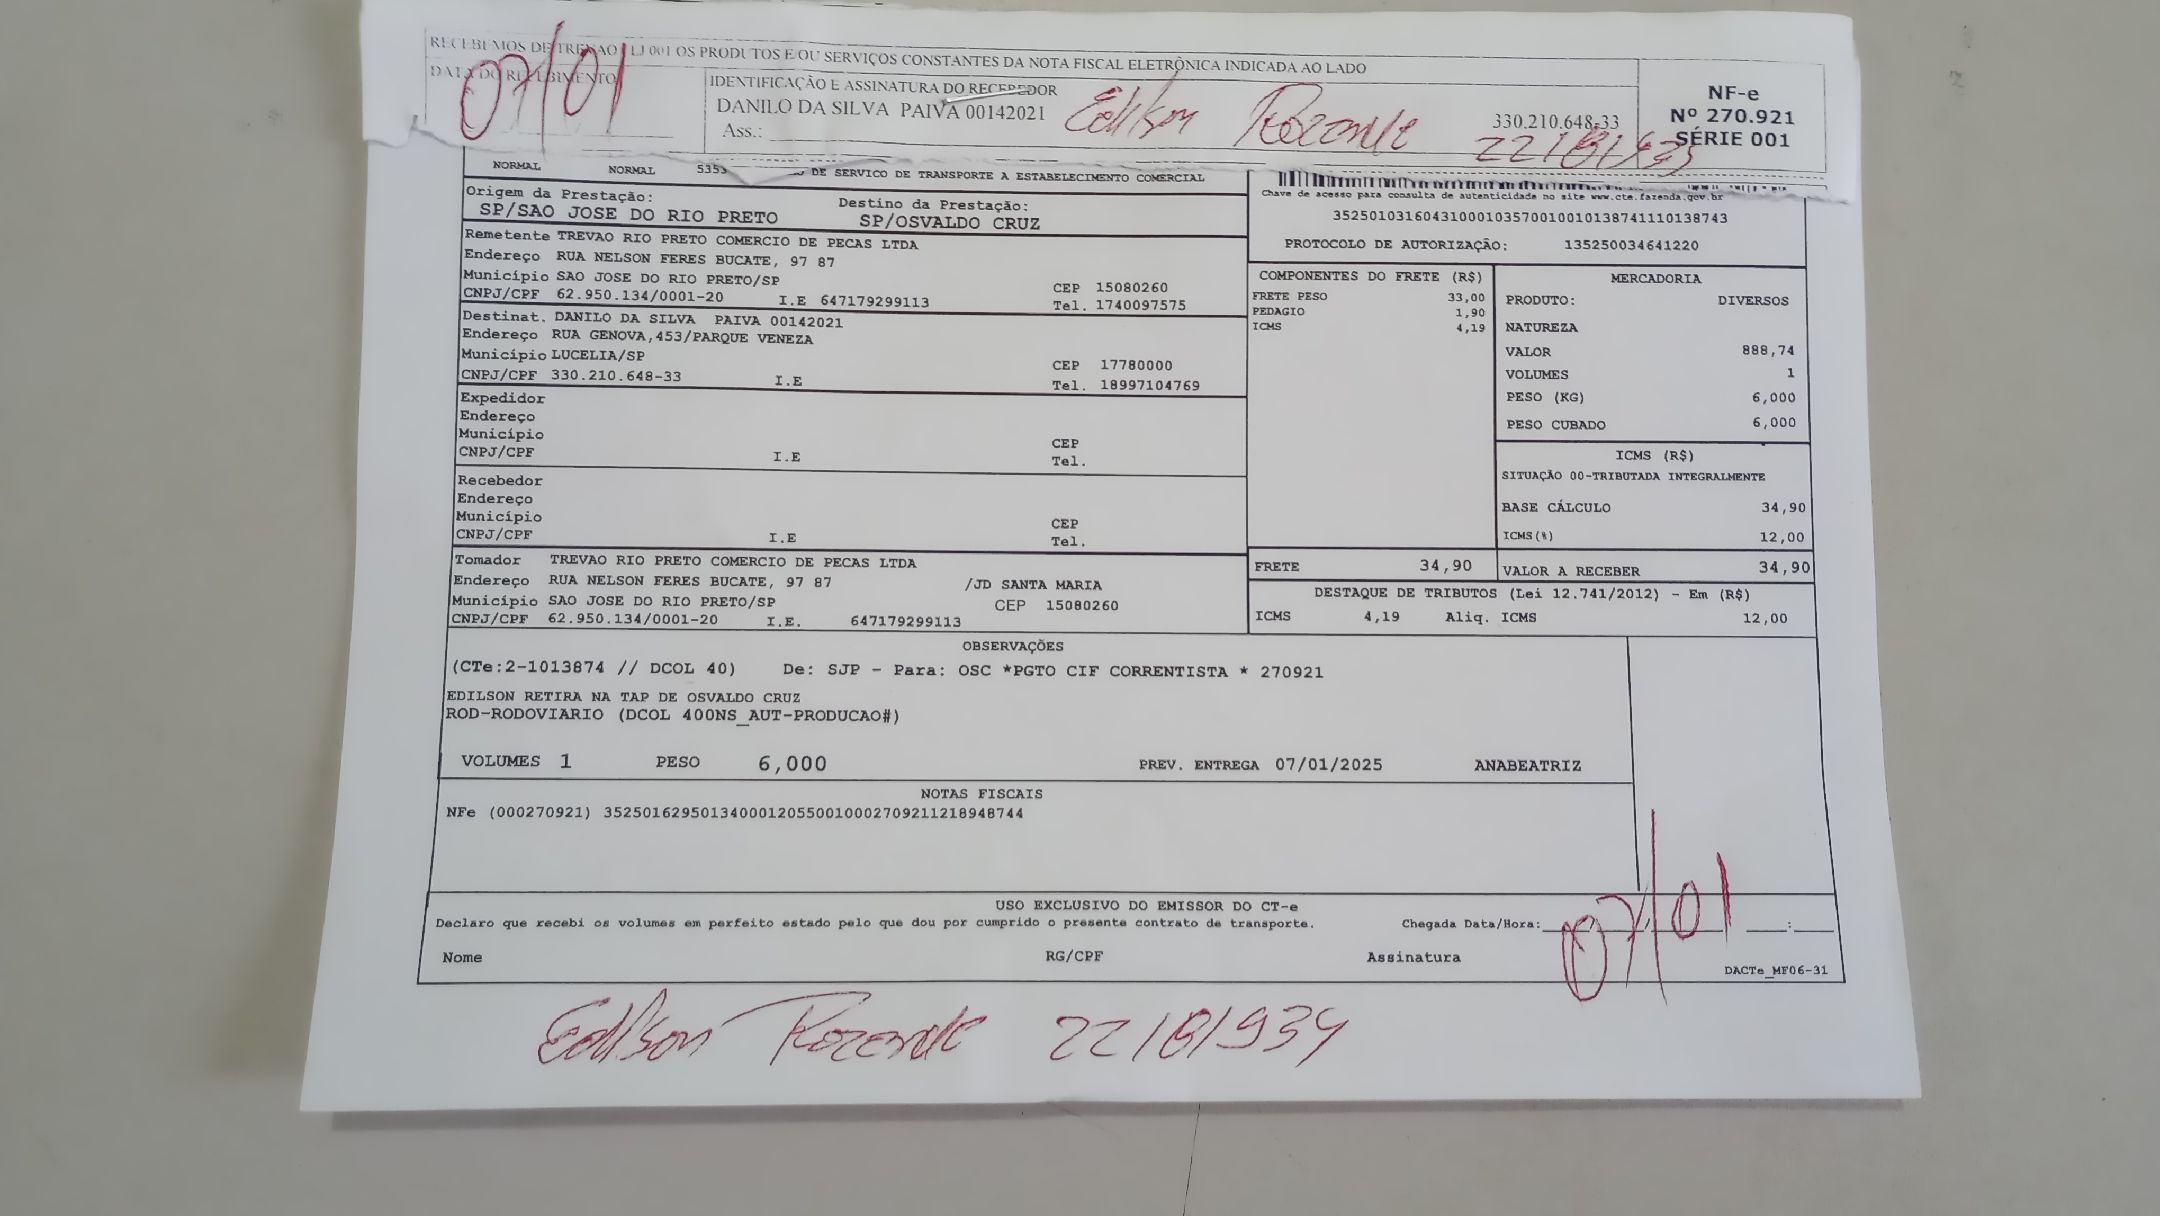 RECEBEMOS DE TREVAO LJ 001 OS PRODUTOS E OU SERVIÇOS CONSTANTES DA NOTA FISCAL ELETRÔNICA INDICADA AO LADO
DATA DO RECEBIMENTO
07/01
IDENTIFICAÇÃO E ASSINATURA DO RECEBEDOR
DANILO DA SILVA PAIVA 00142021
330.210.648-33
Ass.:
Edilson Rozende
NF-e
Nº 270.921
SÉRIE 001
NORMAL NORMAL 5353 DE SERVICO DE TRANSPORTE A ESTABELECIMENTO COMERCIAL
Origem da Prestação: Destino da Prestação:
SP/SAO JOSE DO RIO PRETO SP/OSVALDO CRUZ
Chave de acesso para consulta de autenticidade no site www.cte.fazenda.gov.br
35250103160431000103570010010138741110138743
PROTOCOLO DE AUTORIZAÇÃO: 135250034641220
Remetente TREVAO RIO PRETO COMERCIO DE PECAS LTDA
Endereço RUA NELSON FERES BUCATE, 97 87
Município SAO JOSE DO RIO PRETO/SP CEP 15080260
CNPJ/CPF 62.950.134/0001-20 I.E 647179299113 Tel. 1740097575
Destinat. DANILO DA SILVA PAIVA 00142021
Endereço RUA GENOVA,453/PARQUE VENEZA
Município LUCELIA/SP CEP 17780000
CNPJ/CPF 330.210.648-33 I.E Tel. 18997104769
Expedidor
Endereço
Município CEP
CNPJ/CPF I.E Tel.
Recebedor
Endereço
Município CEP
CNPJ/CPF I.E Tel.
Tomador TREVAO RIO PRETO COMERCIO DE PECAS LTDA
Endereço RUA NELSON FERES BUCATE, 97 87 /JD SANTA MARIA
Município SAO JOSE DO RIO PRETO/SP CEP 15080260
CNPJ/CPF 62.950.134/0001-20 I.E. 647179299113
COMPONENTES DO FRETE (R$)
FRETE PESO 33,00
PEDAGIO 1,90
ICMS 4,19
MERCADORIA
PRODUTO: DIVERSOS
NATUREZA
VALOR 888,74
VOLUMES 1
PESO (KG) 6,000
PESO CUBADO 6,000
ICMS (R$)
SITUAÇÃO 00-TRIBUTADA INTEGRALMENTE
BASE CÁLCULO 34,90
ICMS(%) 12,00
FRETE 34,90 VALOR A RECEBER 34,90
DESTAQUE DE TRIBUTOS (Lei 12.741/2012) - Em (R$)
ICMS 4,19 Aliq. ICMS 12,00
OBSERVAÇÕES
(CTe:2-1013874 // DCOL 40) De: SJP - Para: OSC *PGTO CIF CORRENTISTA * 270921
EDILSON RETIRA NA TAP DE OSVALDO CRUZ
ROD-RODOVIARIO (DCOL 400NS_AUT-PRODUCAO#)
VOLUMES 1 PESO 6,000 PREV. ENTREGA 07/01/2025 ANABEATRIZ
NOTAS FISCAIS
NFe (000270921) 35250162950134000120550010002709211218948744
USO EXCLUSIVO DO EMISSOR DO CT-e
Declaro que recebi os volumes em perfeito estado pelo que dou por cumprido o presente contrato de transporte. Chegada Data/Hora: 07/01
Nome RG/CPF Assinatura
DACTe_MF06-31
Edilson Rozende